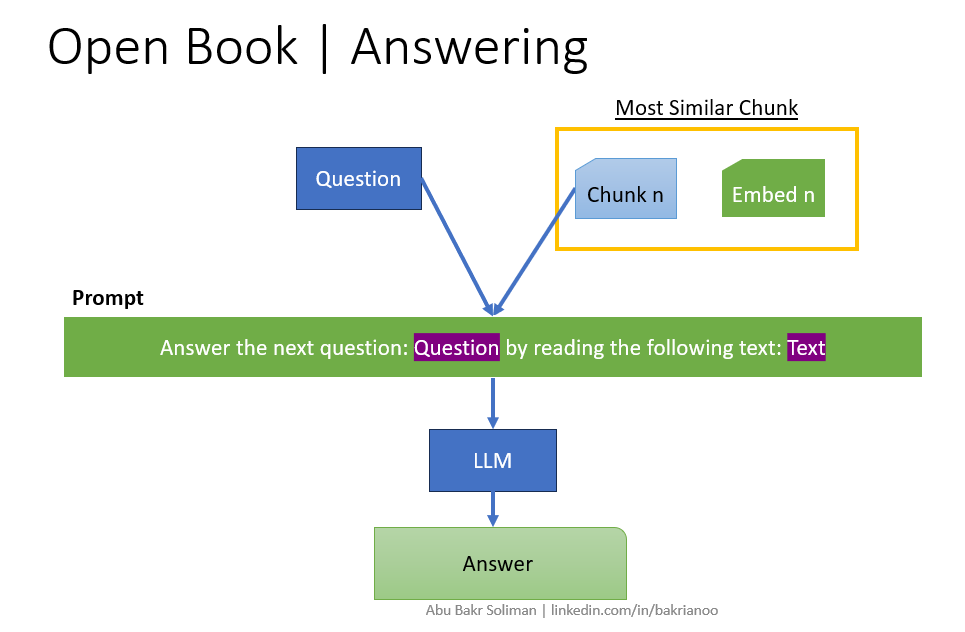 Open Book | Answering
Most Similar Chunk
Question
Chunk n
Embed n
Prompt
Answer the next question: Question by reading the following text: Text
LLM
Answer
Abu Bakr Soliman | linkedin.com/in/bakrianoo